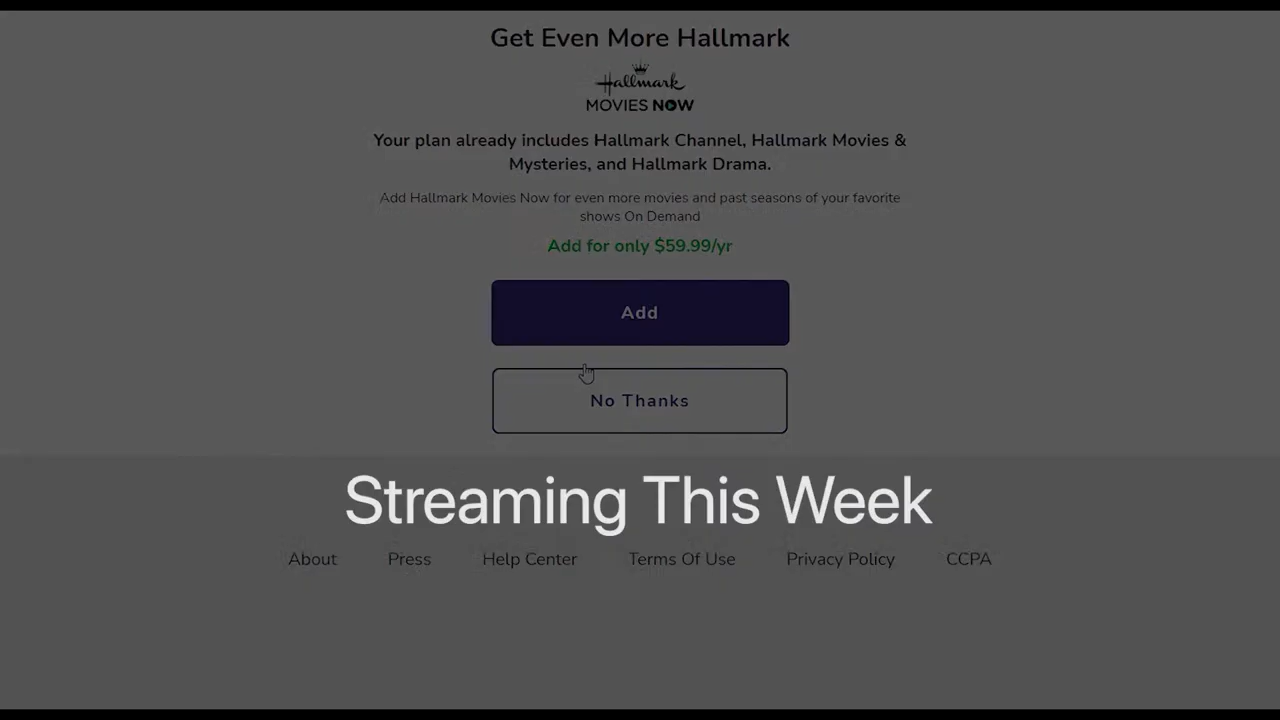 Get Even More Hallmark
Hallmark
MOVIES NOW
Your plan already includes Hallmark Channel, Hallmark Movies &
Mysteries, and Hallmark Drama.
Add Hallmark Movies Now for even more movies and past seasons of your favorite
shows On Demand
Add for only $59.99/yr
Add
No Thanks
Streaming This Week
About Press Help Center Terms Of Use Privacy Policy CCPA